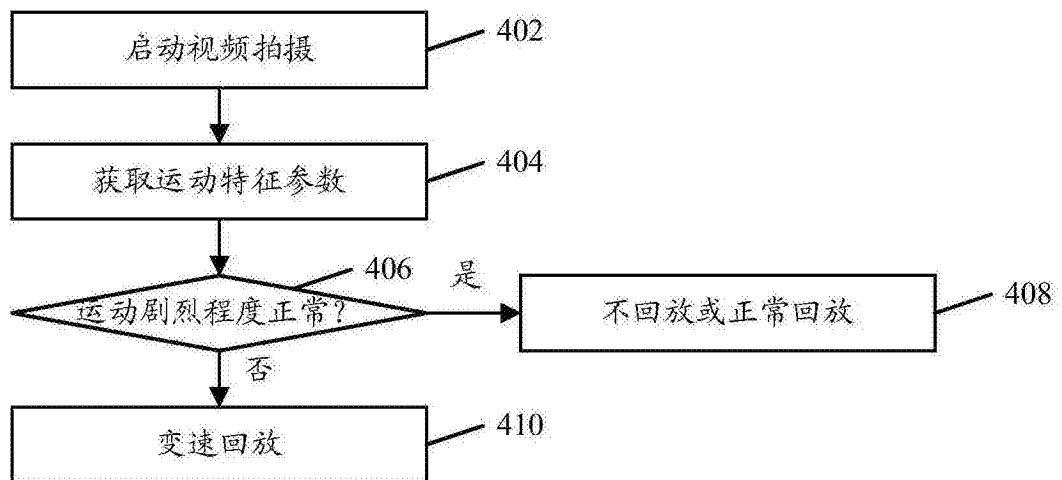 启动视频拍摄
402
获取运动特征参数
404
406
运动剧烈程度正常?
是
不回放或正常回放
408
否
变速回放
410